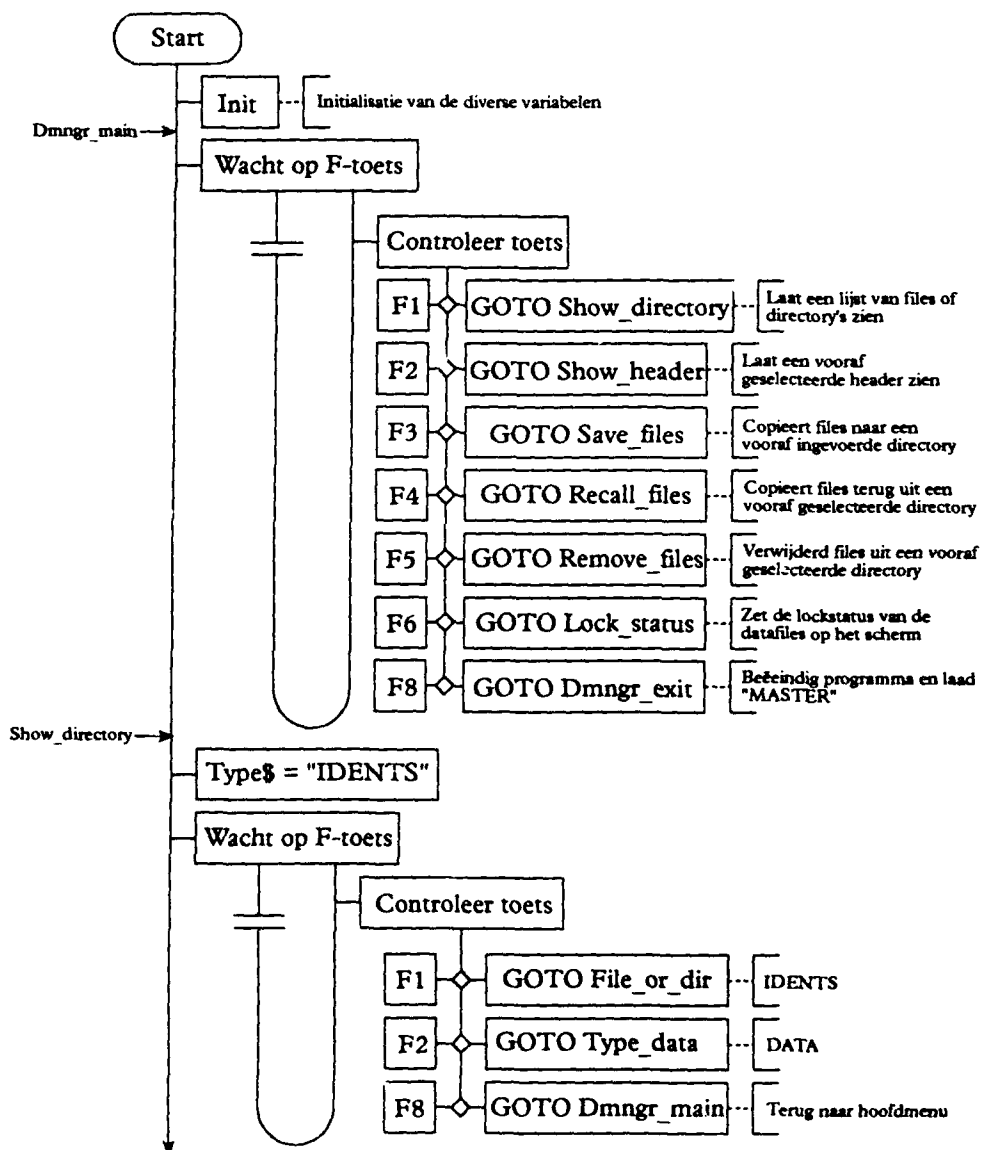 Start
Init
Initialisatie van de diverse variabelen
Dmngr_main
Wacht op F-toets
Controleer toets
F1
GOTO Show_directory
Laat een lijst van files of
directory's zien
F2
GOTO Show_header
Laat een vooraf
geselecteerde header zien
F3
GOTO Save_files
Copieert files naar een
vooraf ingevoerde directory
F4
GOTO Recall_files
Copieert files terug uit een
vooraf geselecteerde directory
F5
GOTO Remove_files
Verwijderd files uit een vooraf
geselecteerde directory
F6
GOTO Lock_status
Zet de lockstatus van de
datafiles op het scherm
F8
GOTO Dmngr_exit
Beëeindig programma en laad
"MASTER"
Show_directory
Type$ = "IDENTS"
Wacht op F-toets
Controleer toets
F1
GOTO File_or_dir
IDENTS
F2
GOTO Type_data
DATA
F8
GOTO Dmngr_main
Terug naar hoofdmenu